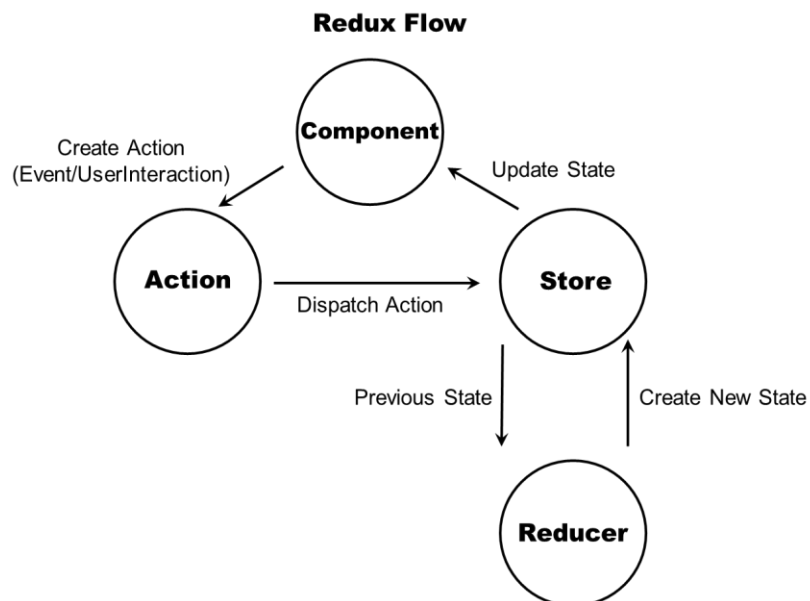 Redux Flow
Component
Create Action
(Event/UserInteraction)
Update State
Action
Store
Dispatch Action
Previous State
Create New State
Reducer